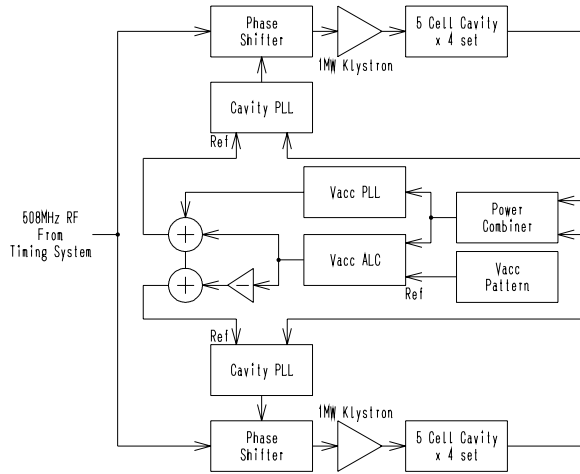 Phase
Shifter
1MW Klystron
5 Cell Cavity
x 4 set
Cavity PLL
Ref
Vacc PLL
508MHz RF
From
Timing System
Power
Combiner
Vacc ALC
Ref
Vacc
Pattern
Ref
Cavity PLL
1MW Klystron
Phase
Shifter
5 Cell Cavity
x 4 set